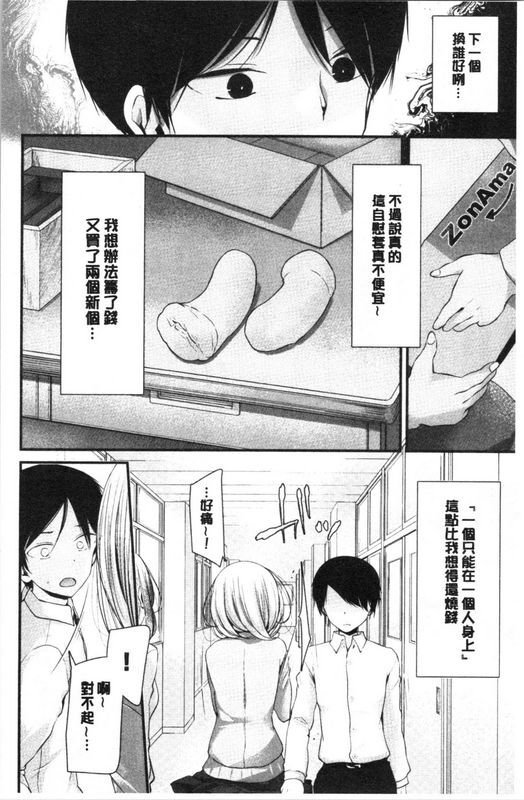 下一個
換誰好咧…
ZonAma
不過說真的
這自慰套真不便宜～
我想辦法籌了錢
又買了兩個新個…
『一個只能在一個人身上』
這點比我想得還燒錢
…好痛～！
！
啊～
對不起～…